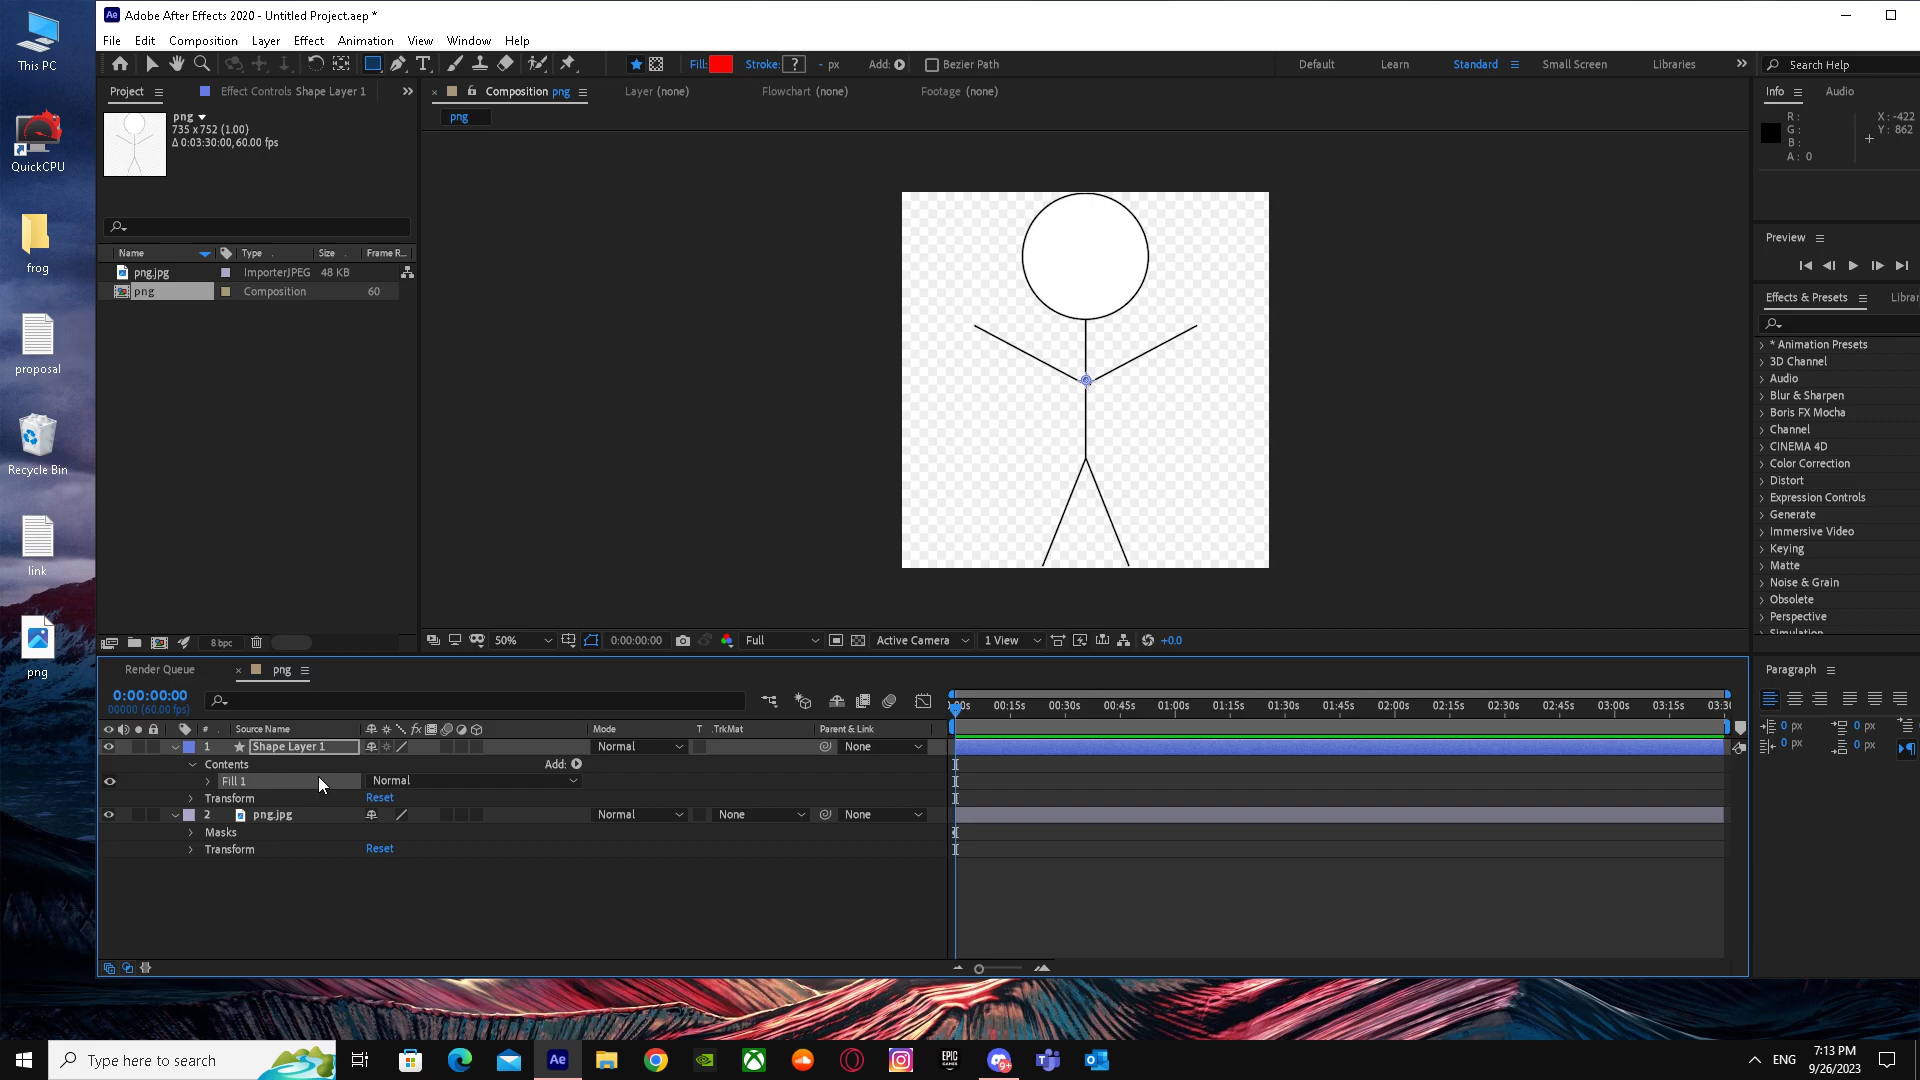 This PC
QuickCPU
frog
proposal
Recycle Bin
link
png
Ae Adobe After Effects 2020 - Untitled Project.aep *
File Edit Composition Layer Effect Animation View Window Help
Fill: Stroke: ? - px Add: Bezier Path Default Learn Standard Small Screen Libraries Search Help
Project Effect Controls Shape Layer 1
png
735 x 752 (1.00)
Δ 0:03:30:00, 60.00 fps
Name Type Size Frame R...
png.jpg ImporterJPEG 48 KB
png Composition 60
8 bpc
Composition png Layer (none) Flowchart (none) Footage (none)
png
50% 0:00:00:00 Full Active Camera 1 View +0.0
Info Audio
R :
G :
B :
A : 0
X : -422
Y : 862
Preview
Effects & Presets Librar
* Animation Presets
3D Channel
Audio
Blur & Sharpen
Boris FX Mocha
Channel
CINEMA 4D
Color Correction
Distort
Expression Controls
Generate
Immersive Video
Keying
Matte
Noise & Grain
Obsolete
Perspective
Simulation
Paragraph
0 px 0 px
0 px 0 px
Render Queue png
0:00:00:00
00000 (60.00 fps)
# Source Name fx Mode T .TrkMat Parent & Link
1 Shape Layer 1 Normal None
Contents Add:
Fill 1 Normal
Transform Reset
2 png.jpg Normal None None
Masks
Transform Reset
00s 00:15s 00:30s 00:45s 01:00s 01:15s 01:30s 01:45s 02:00s 02:15s 02:30s 02:45s 03:00s 03:15s 03:30
Type here to search
Ae
EPIC GAMES
9+
ENG
7:13 PM
9/26/2023